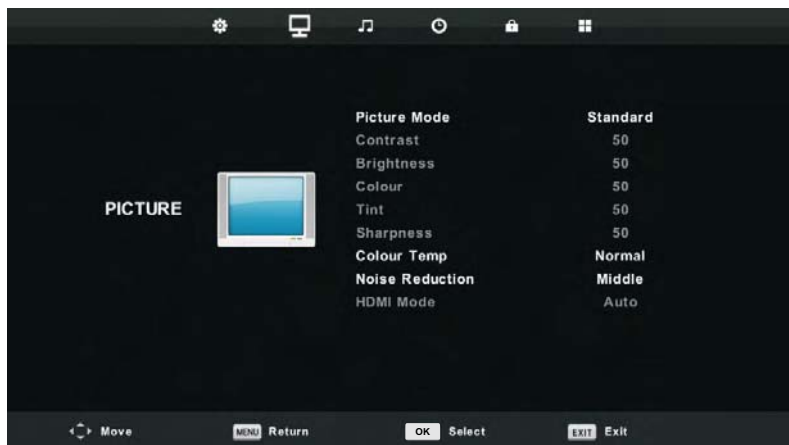 Picture Mode Standard
Contrast 50
Brightness 50
Colour 50
PICTURE
Tint 50
Sharpness 50
Colour Temp Normal
Noise Reduction Middle
HDMI Mode Auto
Move MENU Return OK Select EXIT Exit